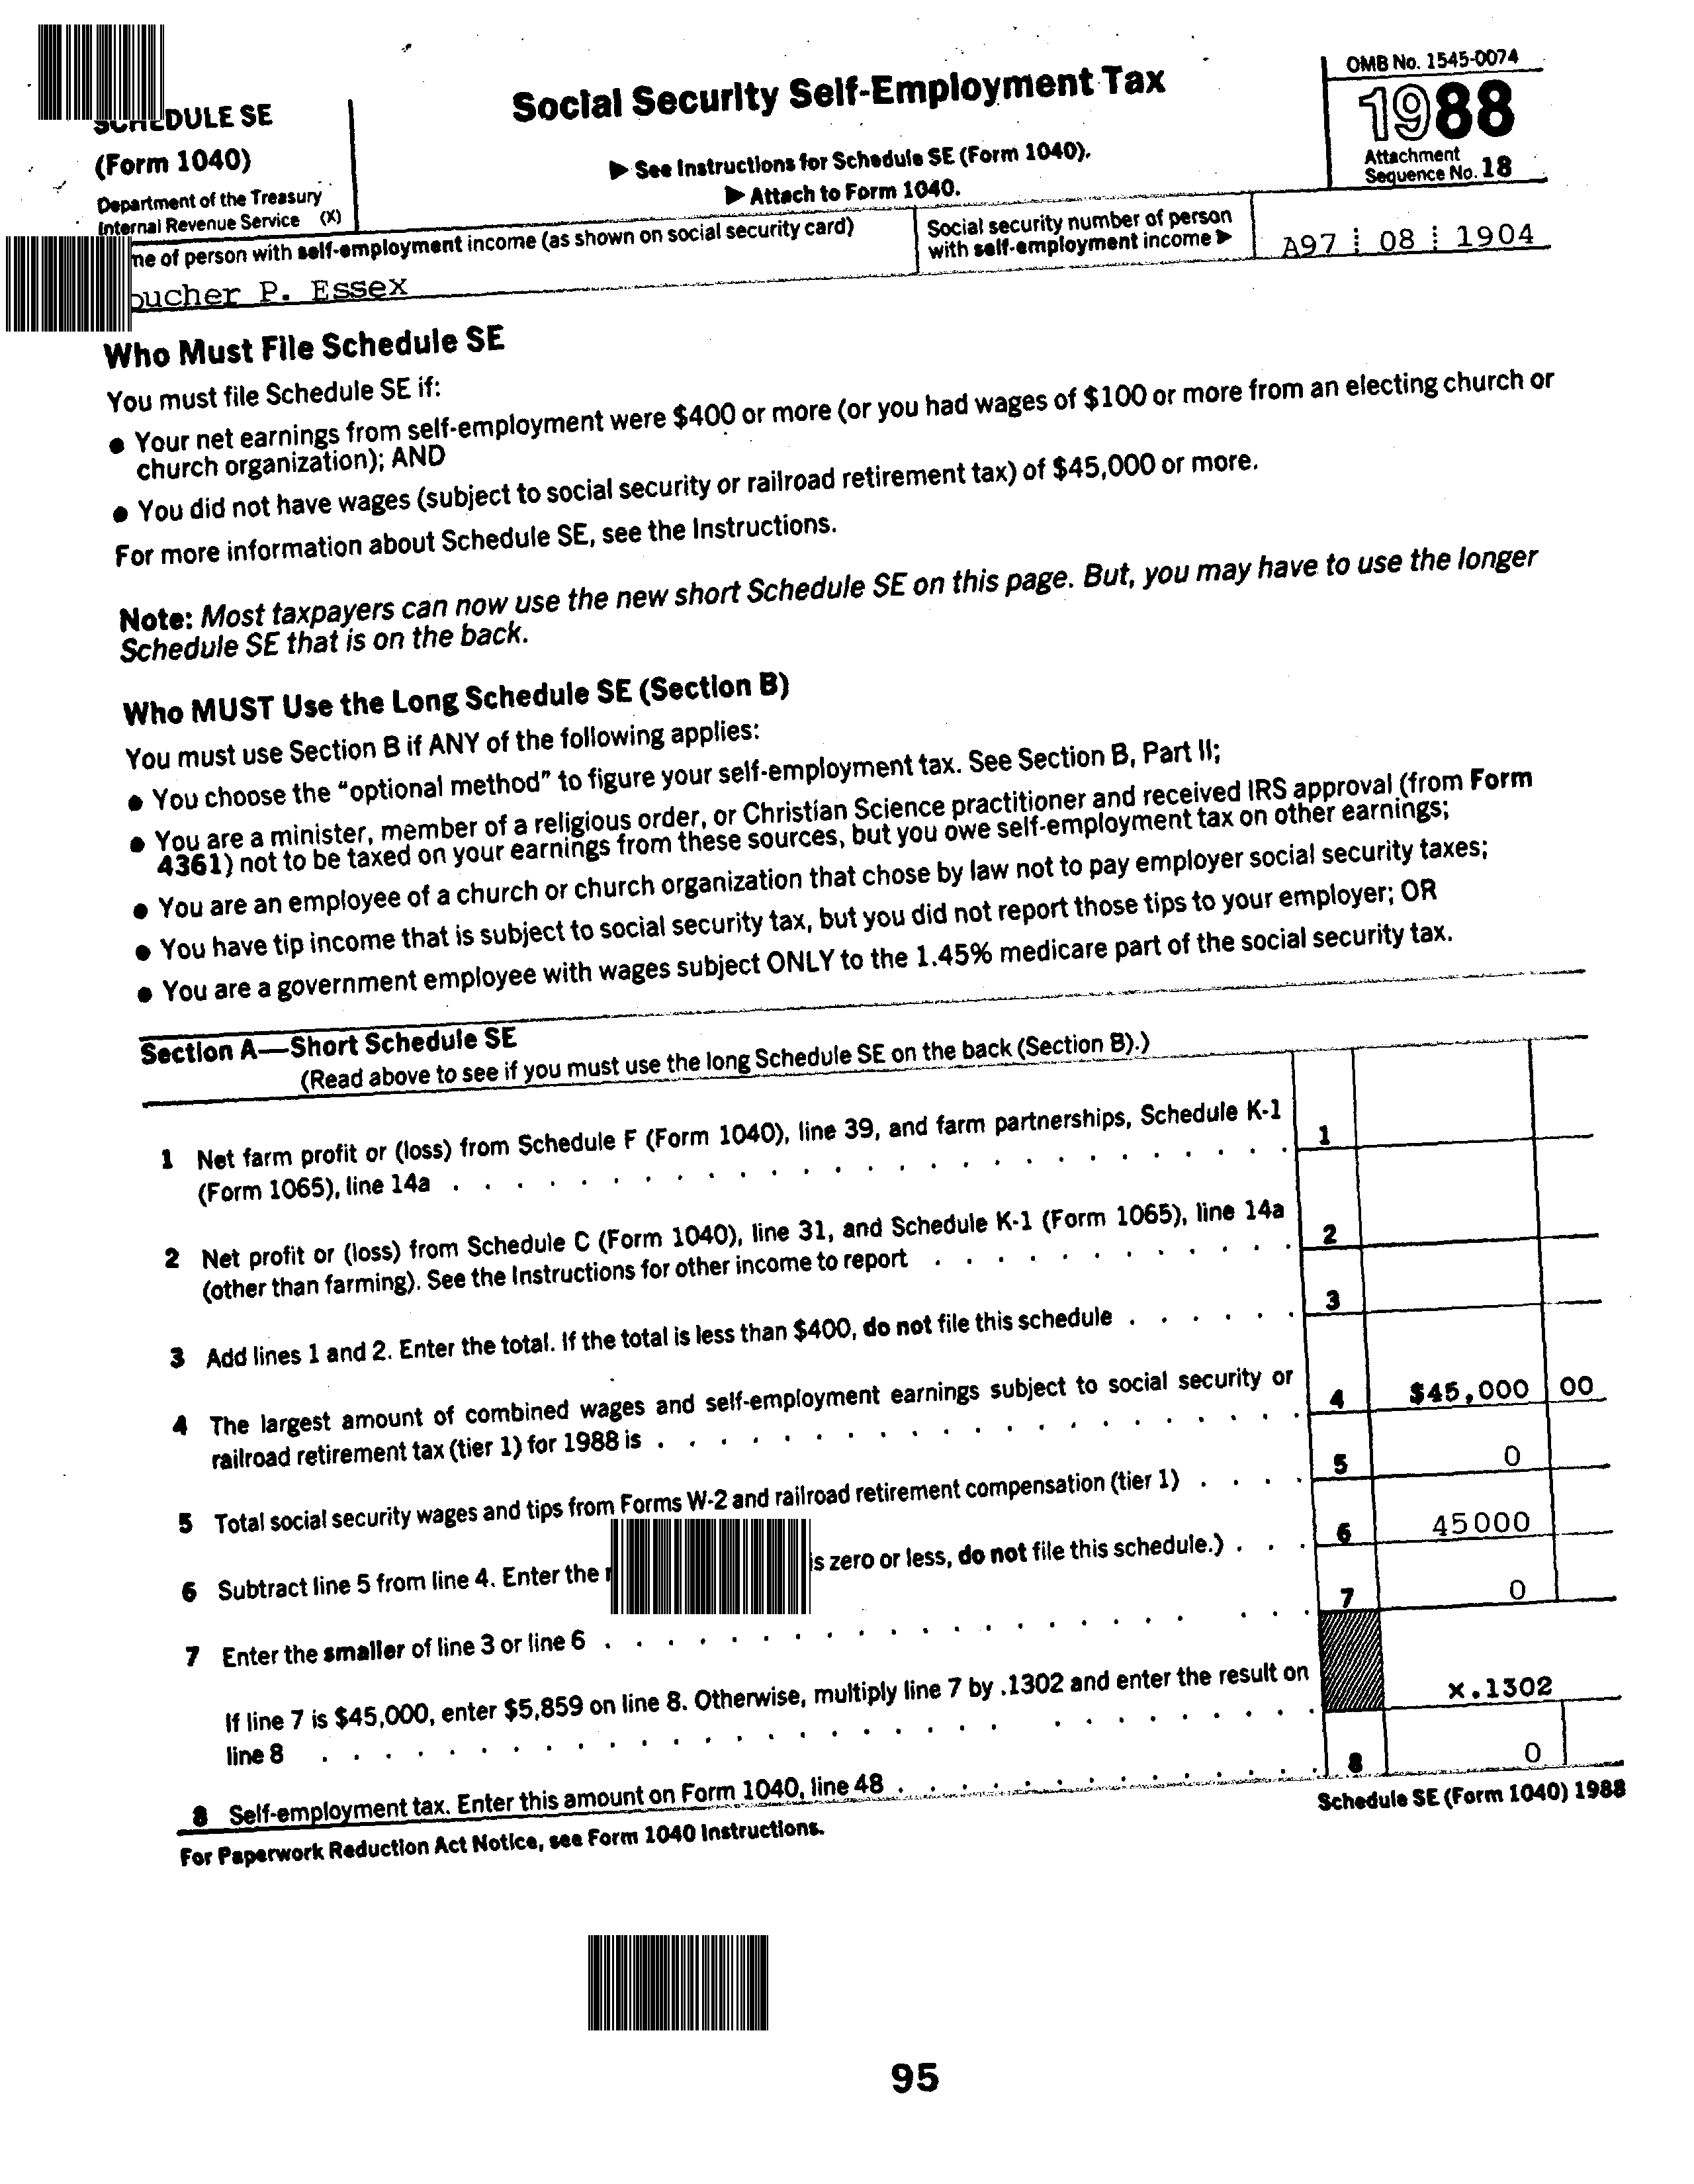 SCHEDULE SE
(Form 1040)
Department of the Treasury
Internal Revenue Service (X)
Social Security Self-Employment Tax
▶ See Instructions for Schedule SE (Form 1040).
▶ Attach to Form 1040.
OMB No. 1545-0074
1988
Attachment
Sequence No. 18
of person with self-employment income (as shown on social security card)
P. Essex
Social security number of person
with self-employment income ▶
A97 08 1904
Who Must File Schedule SE
You must file Schedule SE if:
● Your net earnings from self-employment were $400 or more (or you had wages of $100 or more from an electing church or
church organization); AND
● You did not have wages (subject to social security or railroad retirement tax) of $45,000 or more.
For more information about Schedule SE, see the Instructions.
Note: Most taxpayers can now use the new short Schedule SE on this page. But, you may have to use the longer
Schedule SE that is on the back.
Who MUST Use the Long Schedule SE (Section B)
You must use Section B if ANY of the following applies:
● You choose the "optional method" to figure your self-employment tax. See Section B, Part II;
● You are a minister, member of a religious order, or Christian Science practitioner and received IRS approval (from Form
4361) not to be taxed on your earnings from these sources, but you owe self-employment tax on other earnings;
● You are an employee of a church or church organization that chose by law not to pay employer social security taxes;
● You have tip income that is subject to social security tax, but you did not report those tips to your employer; OR
● You are a government employee with wages subject ONLY to the 1.45% medicare part of the social security tax.
Section A—Short Schedule SE
(Read above to see if you must use the long Schedule SE on the back (Section B).)
1 Net farm profit or (loss) from Schedule F (Form 1040), line 39, and farm partnerships, Schedule K-1
(Form 1065), line 14a . . . . . . . . . . . . . . . . . . . . . . . . . . . 1
2 Net profit or (loss) from Schedule C (Form 1040), line 31, and Schedule K-1 (Form 1065), line 14a
(other than farming). See the Instructions for other income to report . . . . . . . . . . . . 2
3 Add lines 1 and 2. Enter the total. If the total is less than $400, do not file this schedule . . . . . . 3
4 The largest amount of combined wages and self-employment earnings subject to social security or
railroad retirement tax (tier 1) for 1988 is . . . . . . . . . . . . . . . . . . . . . 4 $45,000 00
5 Total social security wages and tips from Forms W-2 and railroad retirement compensation (tier 1) . . . . 5 0
6 Subtract line 5 from line 4. Enter the is zero or less, do not file this schedule.) . . . 6 45000
7 Enter the smaller of line 3 or line 6 . . . . . . . . . . . . . . . . . . . . . . 7 0
If line 7 is $45,000, enter $5,859 on line 8. Otherwise, multiply line 7 by .1302 and enter the result on
line 8 . . . . . . . . . . . . . . . . . . . . . . . . . . . . . . x.1302
8 Self-employment tax. Enter this amount on Form 1040, line 48 . . . . . . . . . . . . . . 8 0
For Paperwork Reduction Act Notice, see Form 1040 Instructions.
Schedule SE (Form 1040) 1988
95